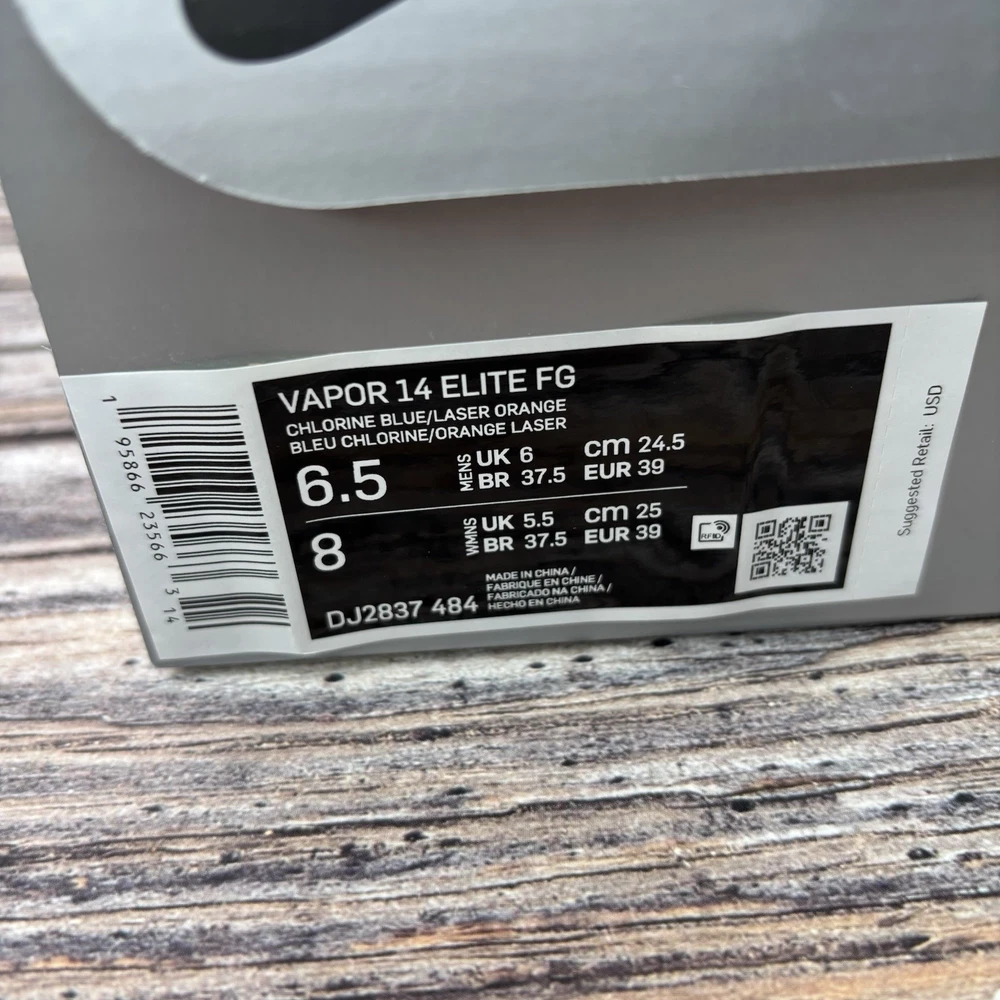 VAPOR 14 ELITE FG
CHLORINE BLUE/LASER ORANGE
BLEU CHLORINE/ORANGE LASER
6.5 MENS UK 6 cm 24.5
BR 37.5 EUR 39
8 WMNS UK 5.5 cm 25
BR 37.5 EUR 39
RFID
DJ2837 484
MADE IN CHINA /
FABRIQUE EN CHINE /
FABRICADO NA CHINA /
HECHO EN CHINA
1 95866 23566 3 14
Suggested Retail: USD